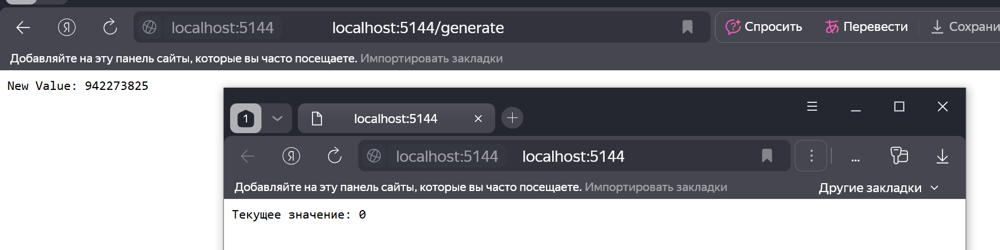 localhost:5144 localhost:5144/generate Спросить Перевести Сохрани
Добавляйте на эту панель сайты, которые вы часто посещаете. Импортировать закладки
New Value: 942273825
1 localhost:5144
localhost:5144 localhost:5144 ...
Добавляйте на эту панель сайты, которые вы часто посещаете. Импортировать закладки Другие закладки
Текущее значение: 0